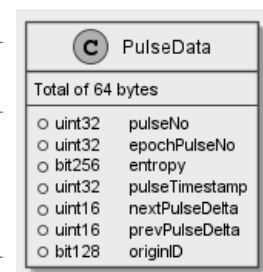 C PulseData
Total of 64 bytes
uint32 pulseNo
uint32 epochPulseNo
bit256 entropy
uint32 pulseTimestamp
uint16 nextPulseDelta
uint16 prevPulseDelta
bit128 originID